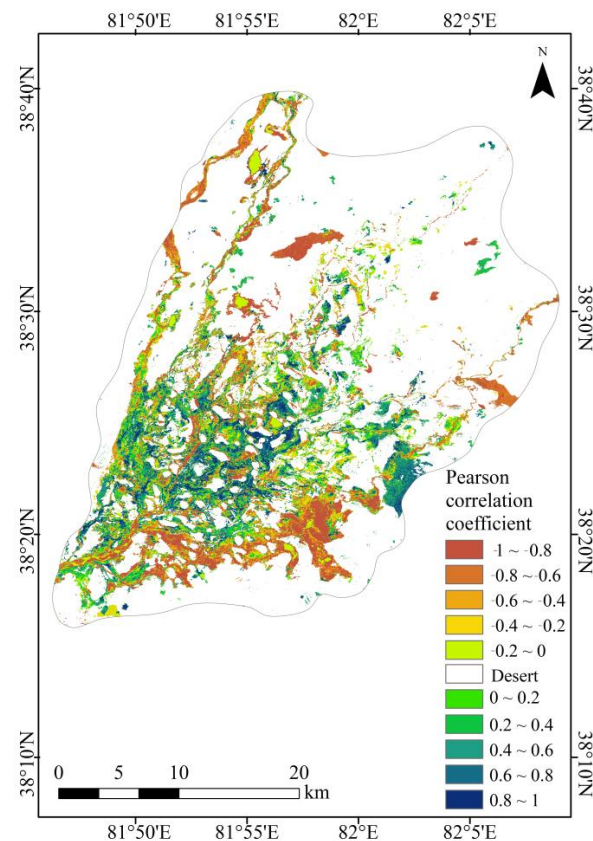 81°50'E 81°55'E 82°E 82°5'E
N
38°40'N 38°40'N
38°30'N 38°30'N
38°20'N 38°20'N
38°10'N 38°10'N
Pearson
correlation
coefficient
-1 ~ -0.8
-0.8 ~ -0.6
-0.6 ~ -0.4
-0.4 ~ -0.2
-0.2 ~ 0
Desert
0 ~ 0.2
0.2 ~ 0.4
0.4 ~ 0.6
0.6 ~ 0.8
0.8 ~ 1
0 5 10 20
km
81°50'E 81°55'E 82°E 82°5'E